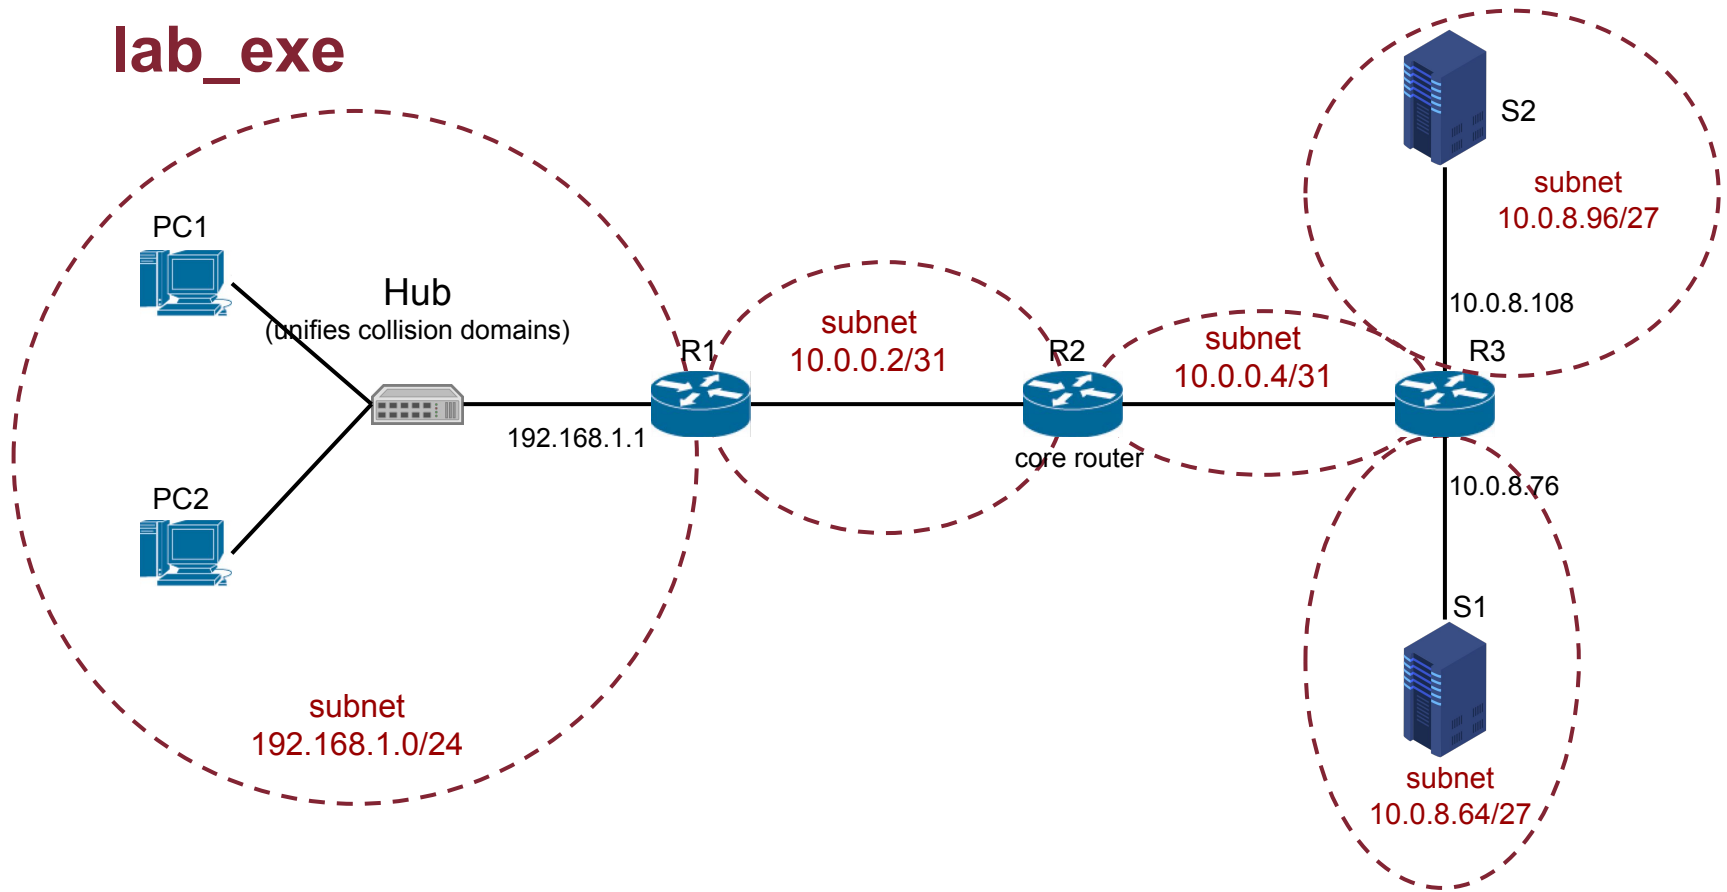 lab_exe
S2
subnet
10.0.8.96/27
PC1
Hub
(unifies collision domains)
10.0.8.108
subnet
10.0.0.2/31
subnet
10.0.0.4/31
R1
R2
R3
192.168.1.1
core router
10.0.8.76
PC2
S1
subnet
192.168.1.0/24
subnet
10.0.8.64/27